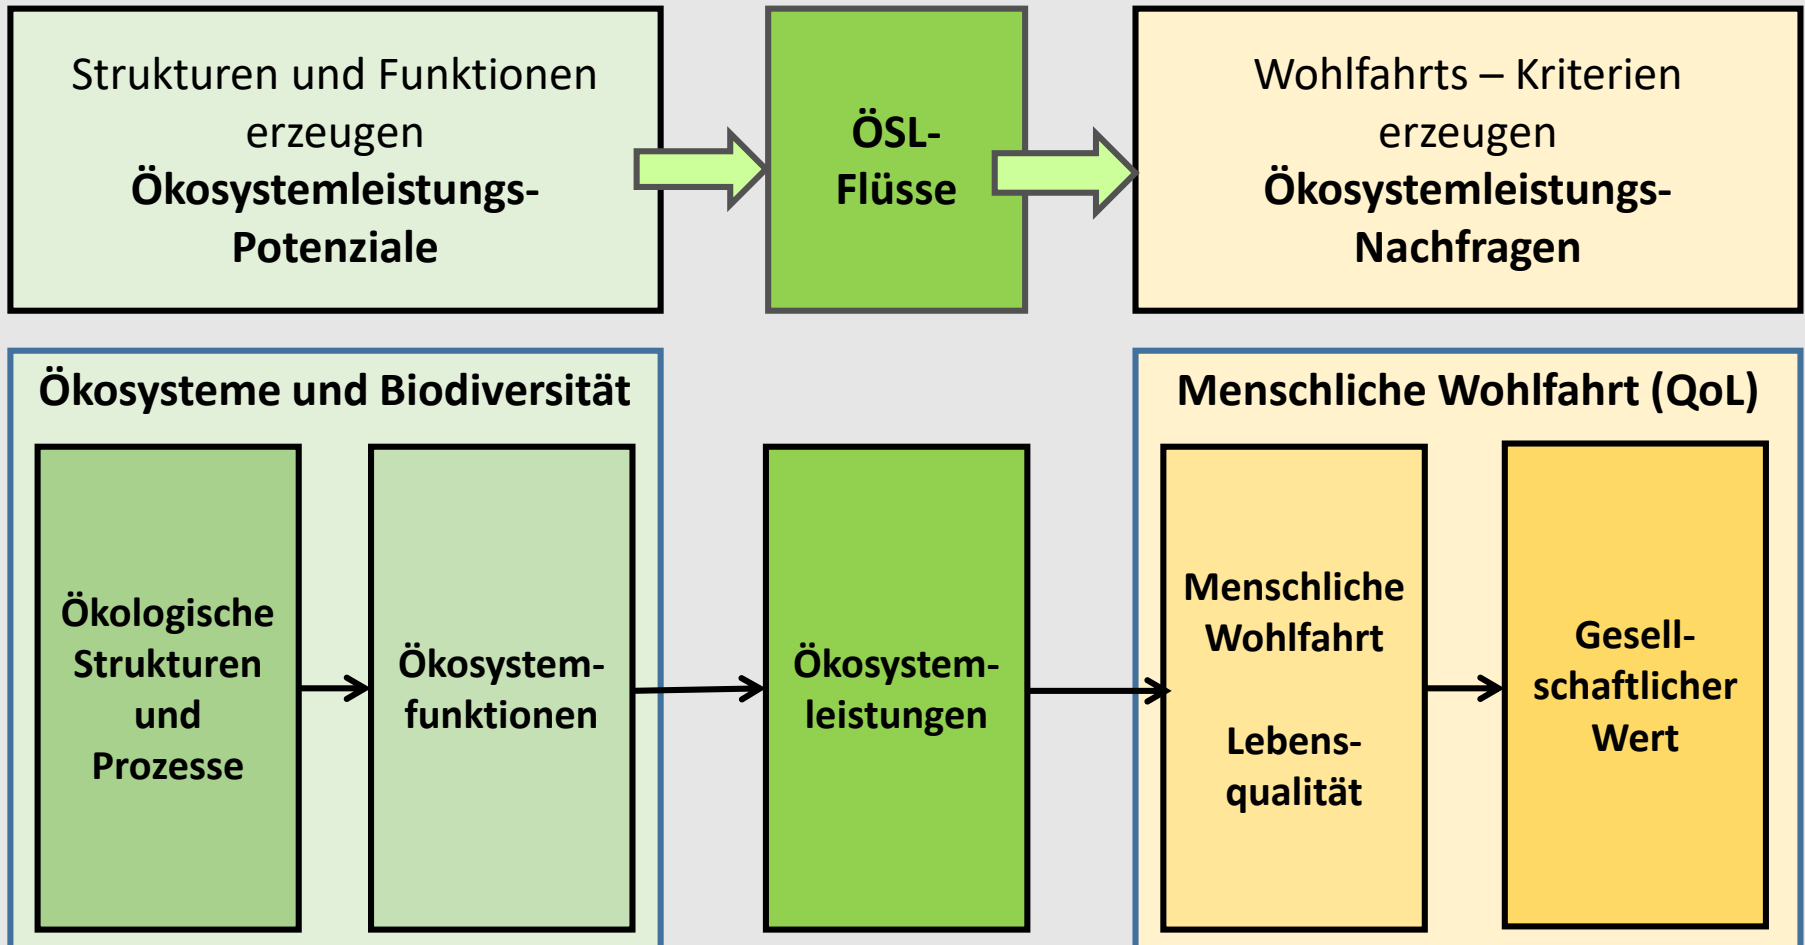 Strukturen und Funktionen
erzeugen
Ökosystemleistungs-
Potenziale
ÖSL-
Flüsse
Wohlfahrts – Kriterien
erzeugen
Ökosystemleistungs-
Nachfragen
Ökosysteme und Biodiversität
Ökologische
Strukturen
und
Prozesse
Ökosystem-
funktionen
Ökosystem-
leistungen
Menschliche Wohlfahrt (QoL)
Menschliche
Wohlfahrt
Lebens-
qualität
Gesell-
schaftlicher
Wert